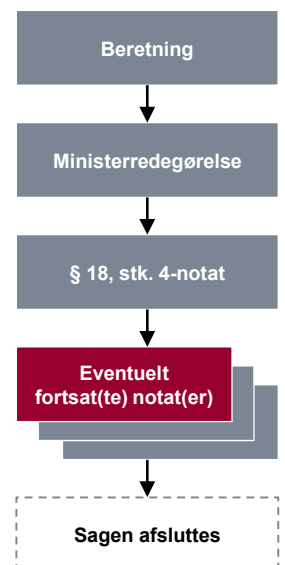 Beretning
Ministerredegørelse
§ 18, stk. 4-notat
Eventuelt
fortsat(te) notat(er)
Sagen afsluttes